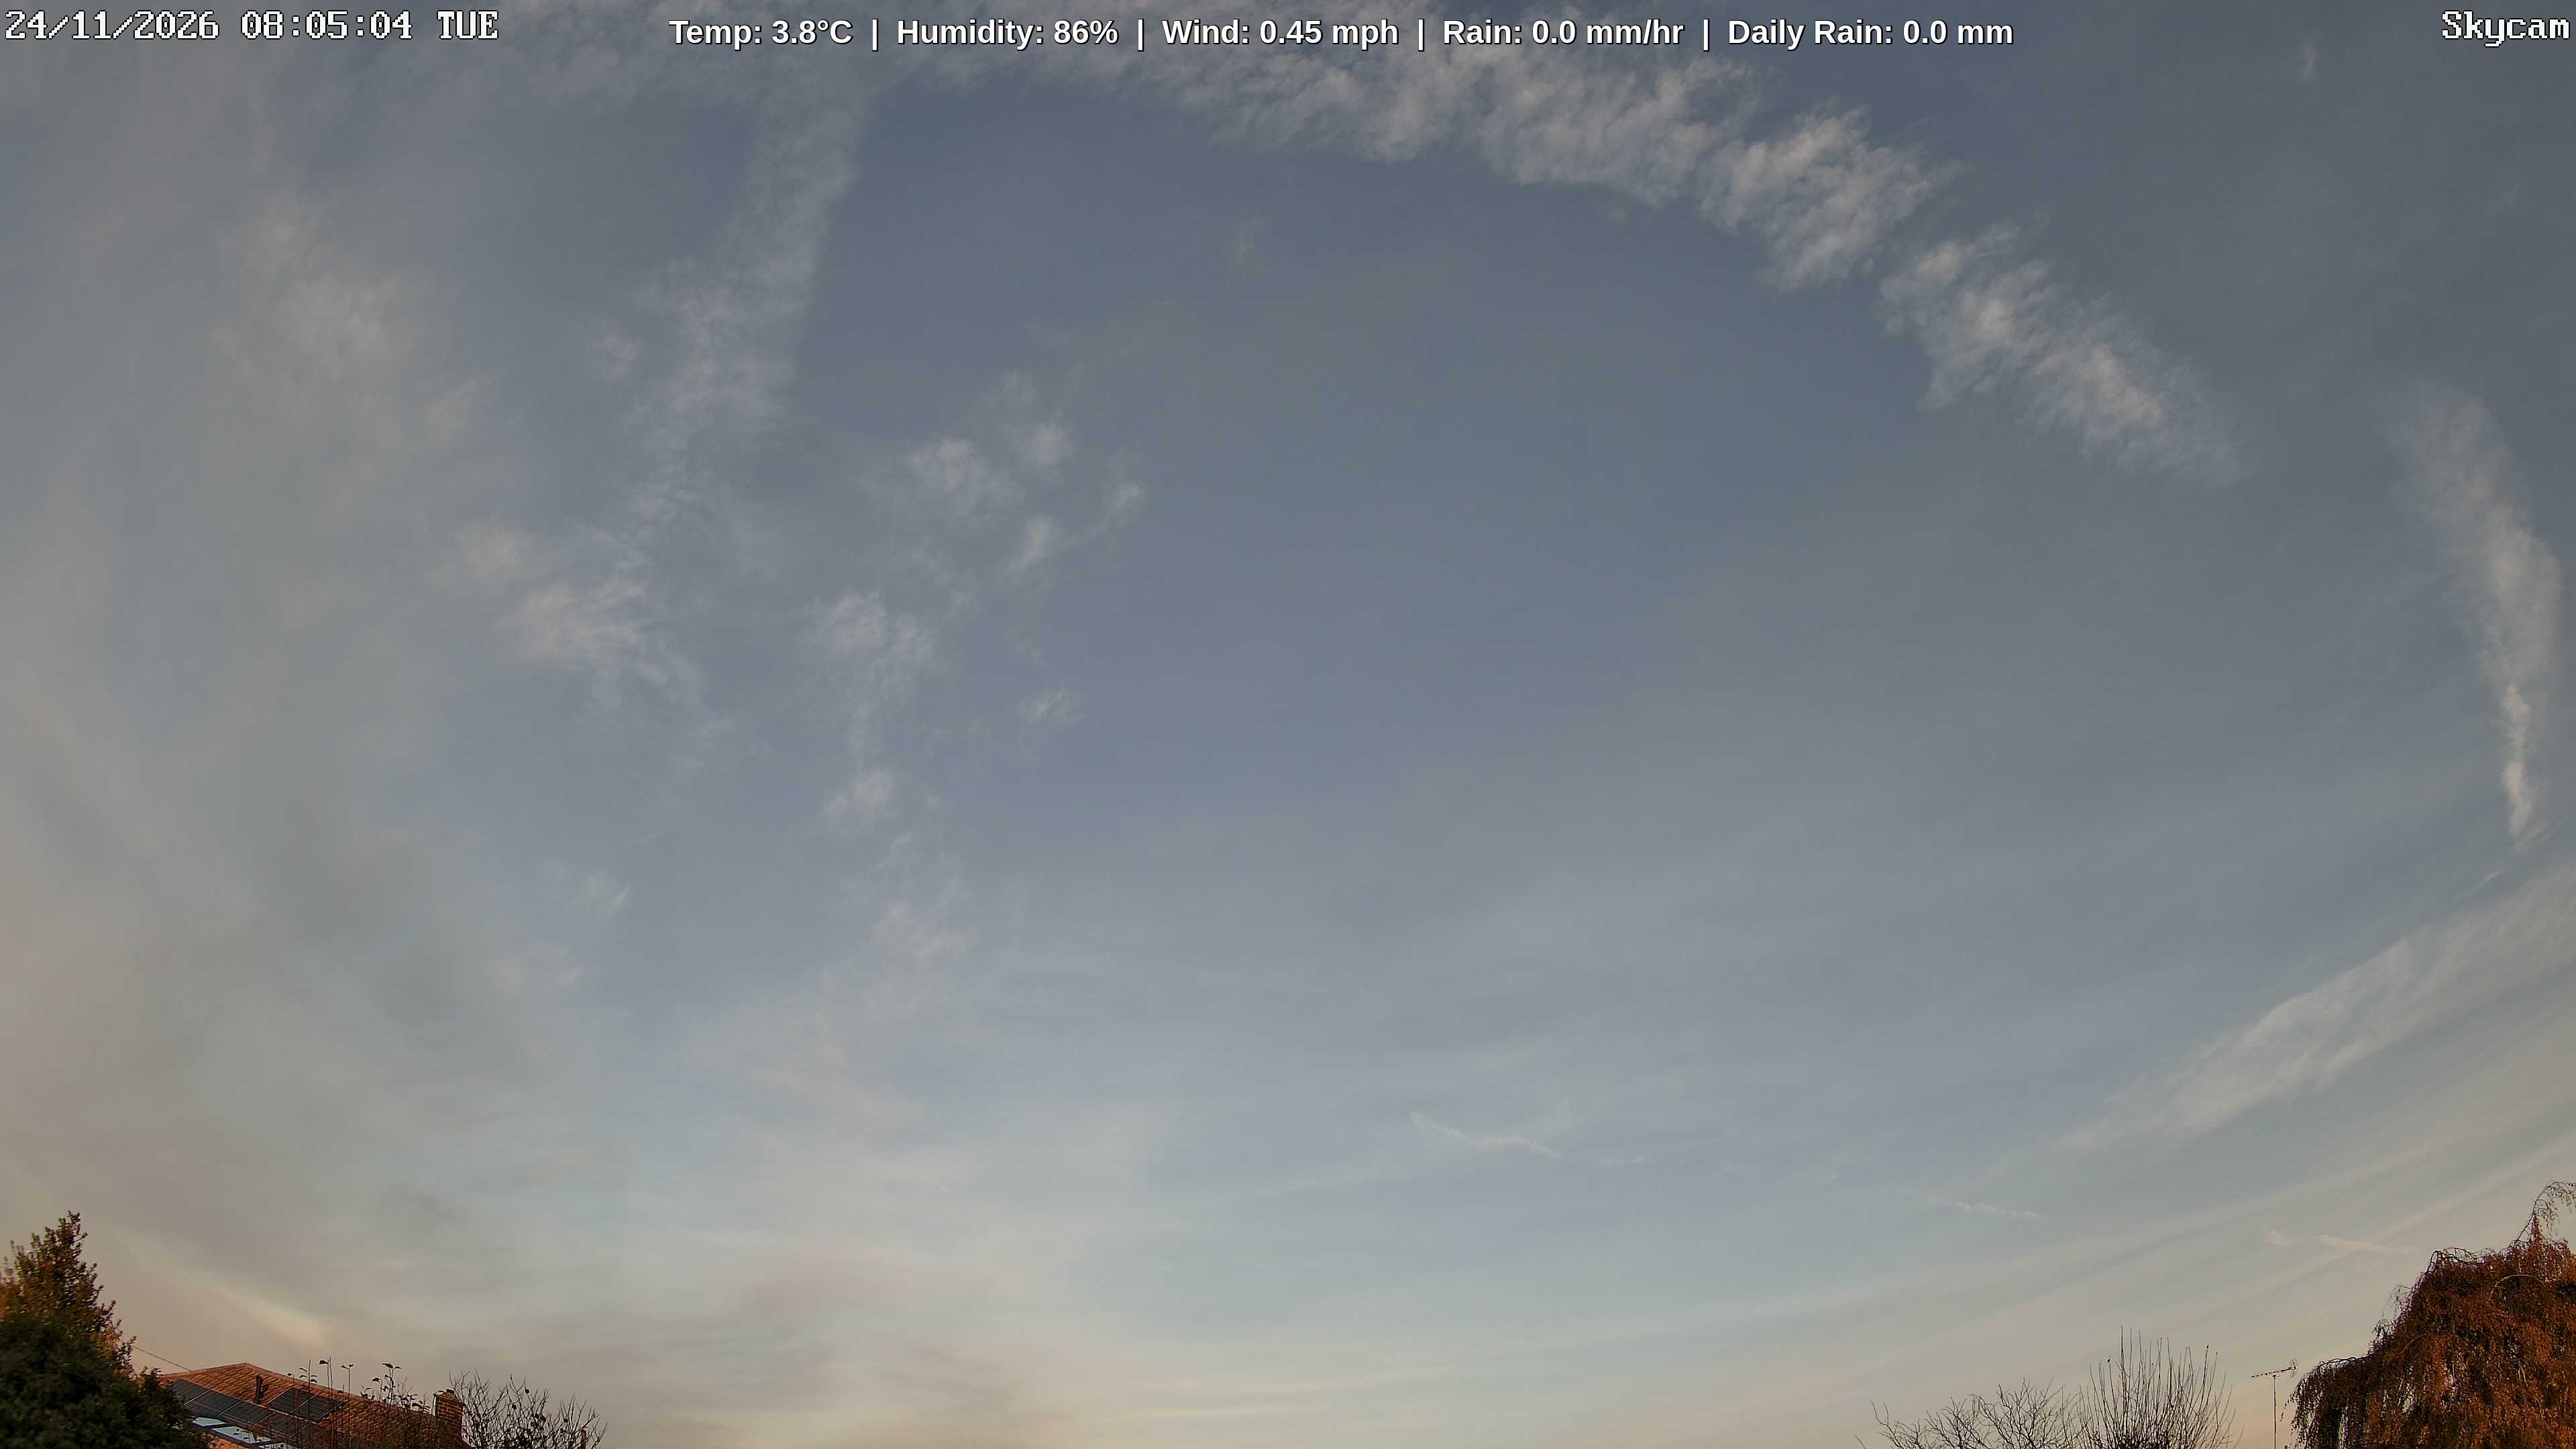 24/11/2026 08:05:04 TUE
Temp: 3.8°C | Humidity: 86% | Wind: 0.45 mph | Rain: 0.0 mm/hr | Daily Rain: 0.0 mm
Skycam